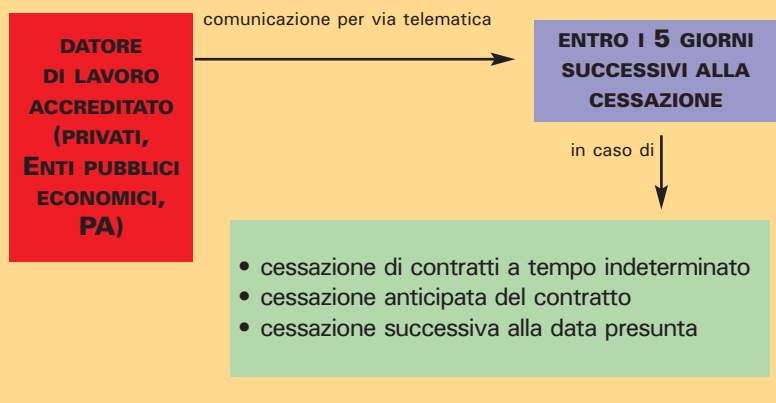 comunicazione per via telematica
DATORE
DI LAVORO
ACCREDITATO
(PRIVATI,
ENTI PUBBLICI
ECONOMICI,
PA)
ENTRO I 5 GIORNI
SUCCESSIVI ALLA
CESSAZIONE
in caso di
• cessazione di contratti a tempo indeterminato
• cessazione anticipata del contratto
• cessazione successiva alla data presunta